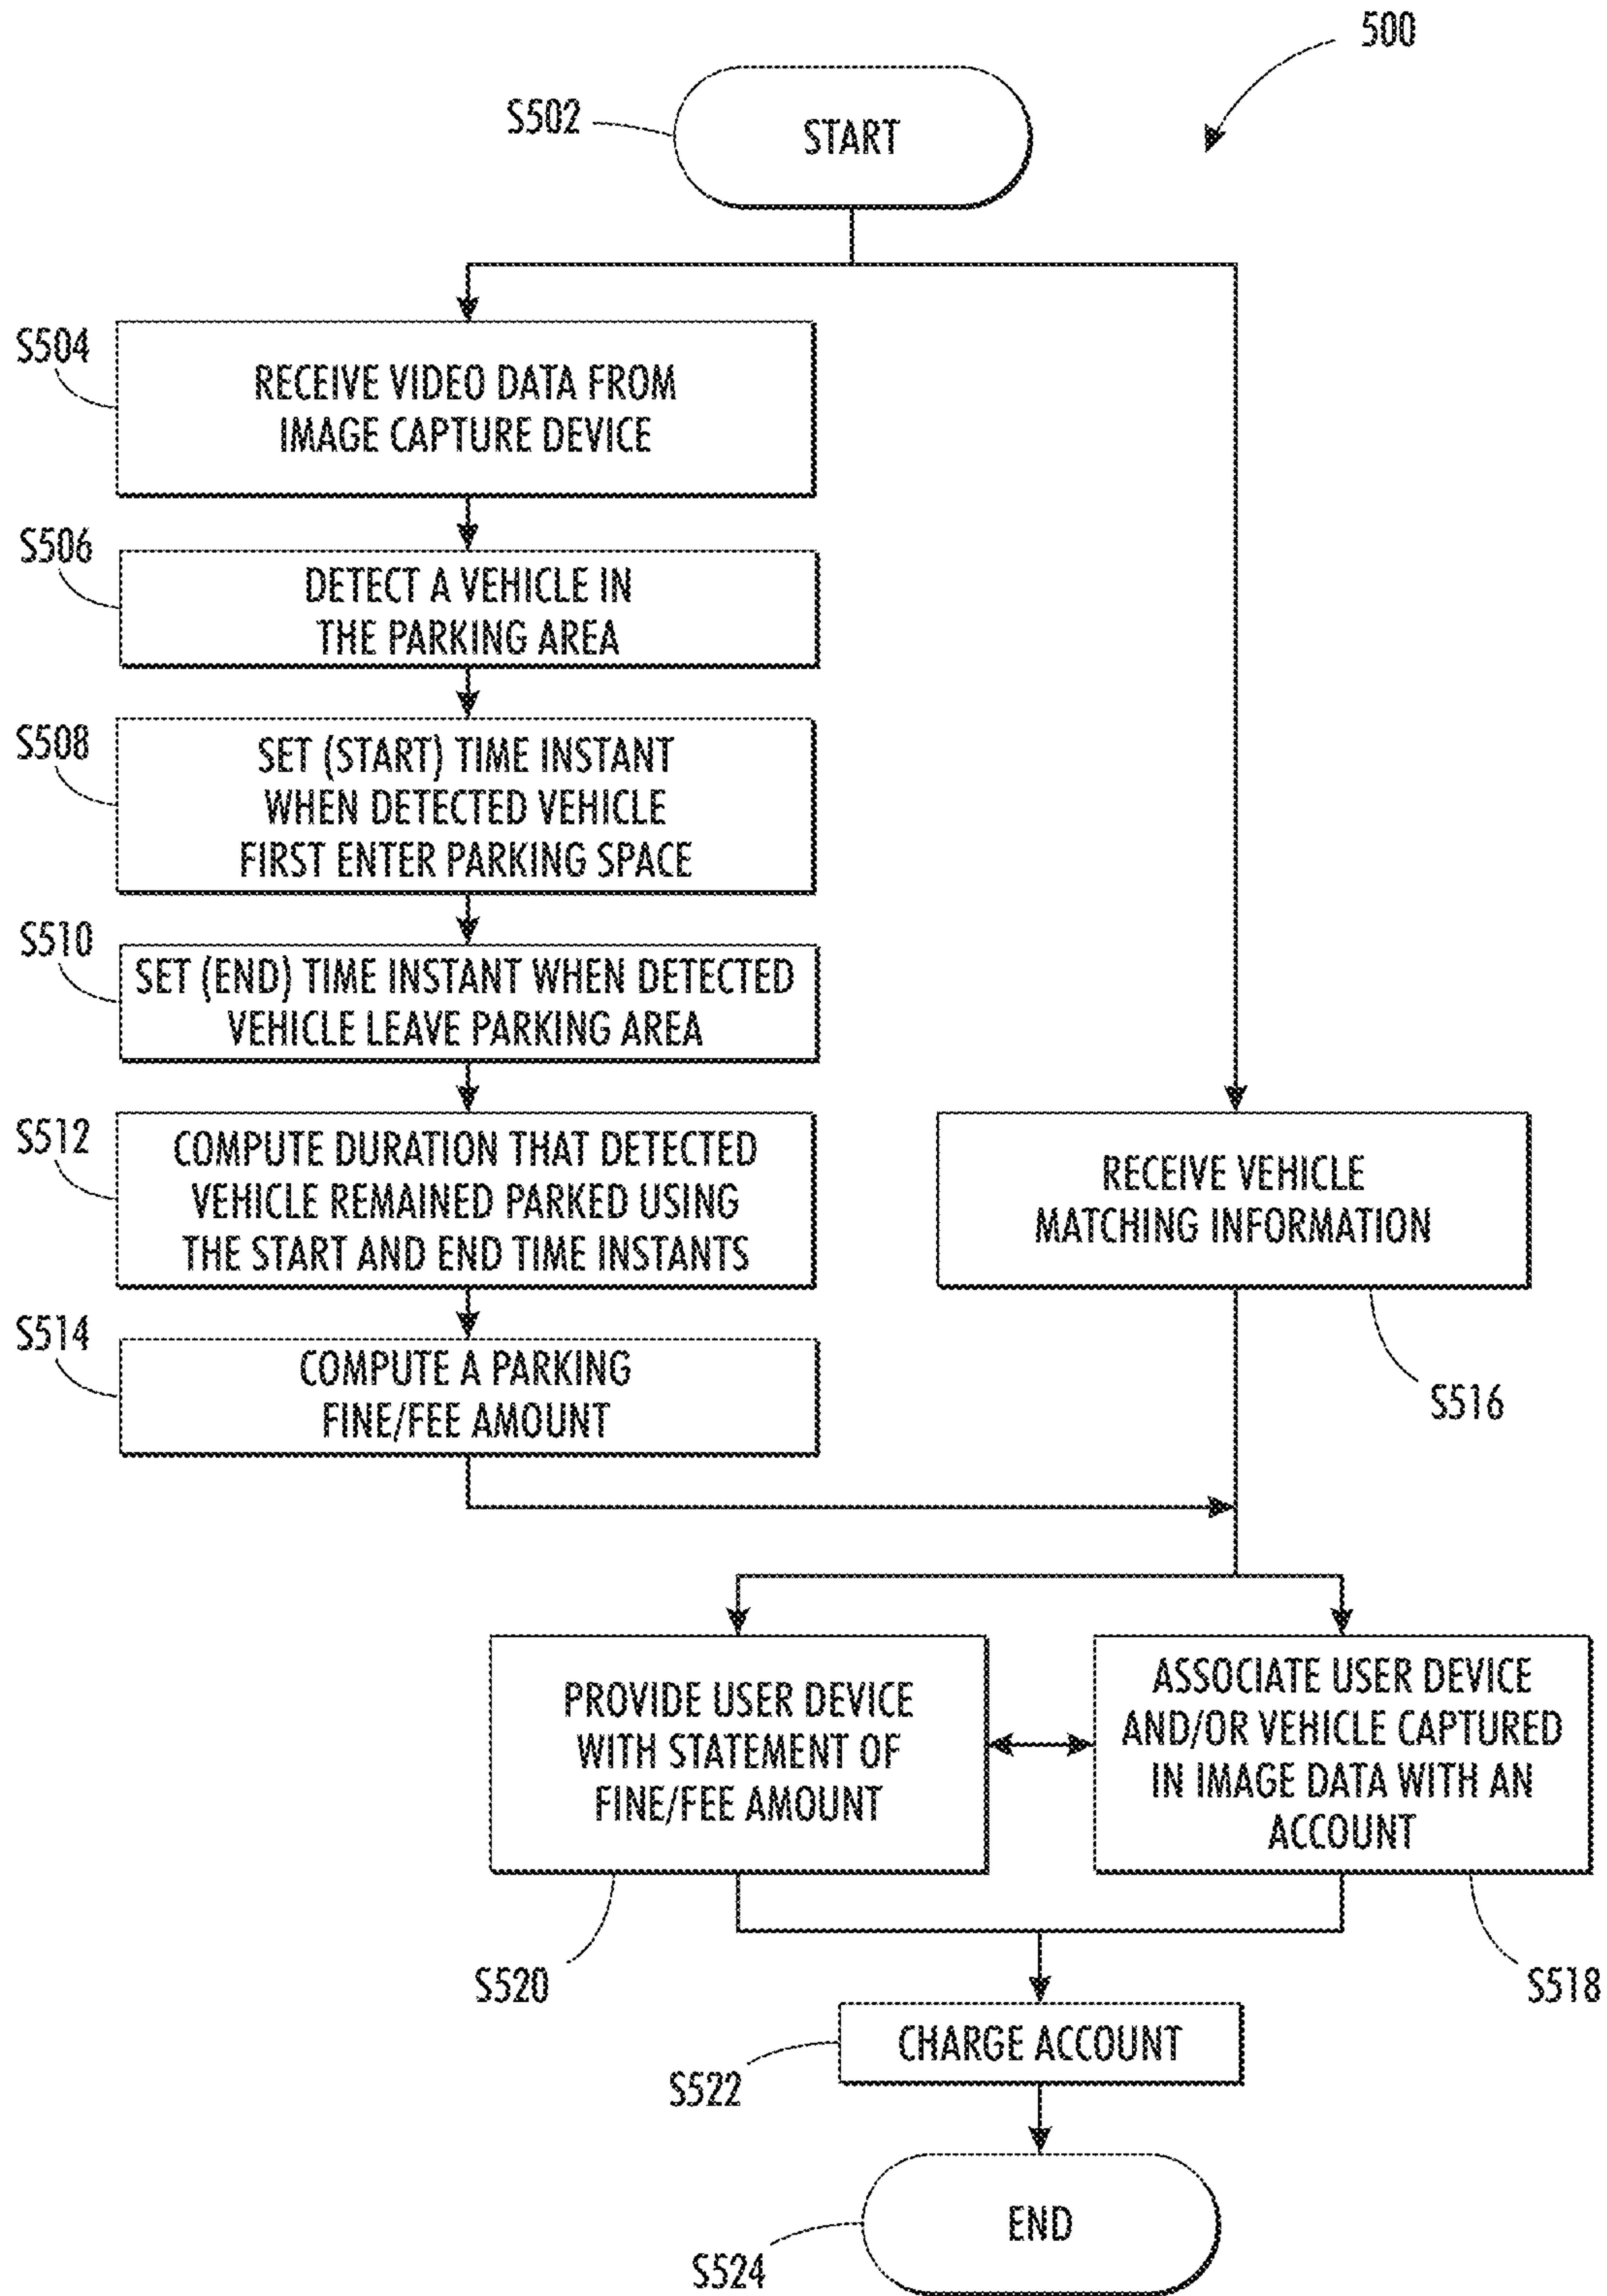 500
S502
START
S504
RECEIVE VIDEO DATA FROM
IMAGE CAPTURE DEVICE
S506
DETECT A VEHICLE IN
THE PARKING AREA
S508
SET (START) TIME INSTANT
WHEN DETECTED VEHICLE
FIRST ENTER PARKING SPACE
S510
SET (END) TIME INSTANT WHEN DETECTED
VEHICLE LEAVE PARKING AREA
S512
COMPUTE DURATION THAT DETECTED
VEHICLE REMAINED PARKED USING
THE START AND END TIME INSTANTS
RECEIVE VEHICLE
MATCHING INFORMATION
S516
S514
COMPUTE A PARKING
FINE/FEE AMOUNT
PROVIDE USER DEVICE
WITH STATEMENT OF
FINE/FEE AMOUNT
S520
ASSOCIATE USER DEVICE
AND/OR VEHICLE CAPTURED
IN IMAGE DATA WITH AN
ACCOUNT
S518
CHARGE ACCOUNT
S522
END
S524